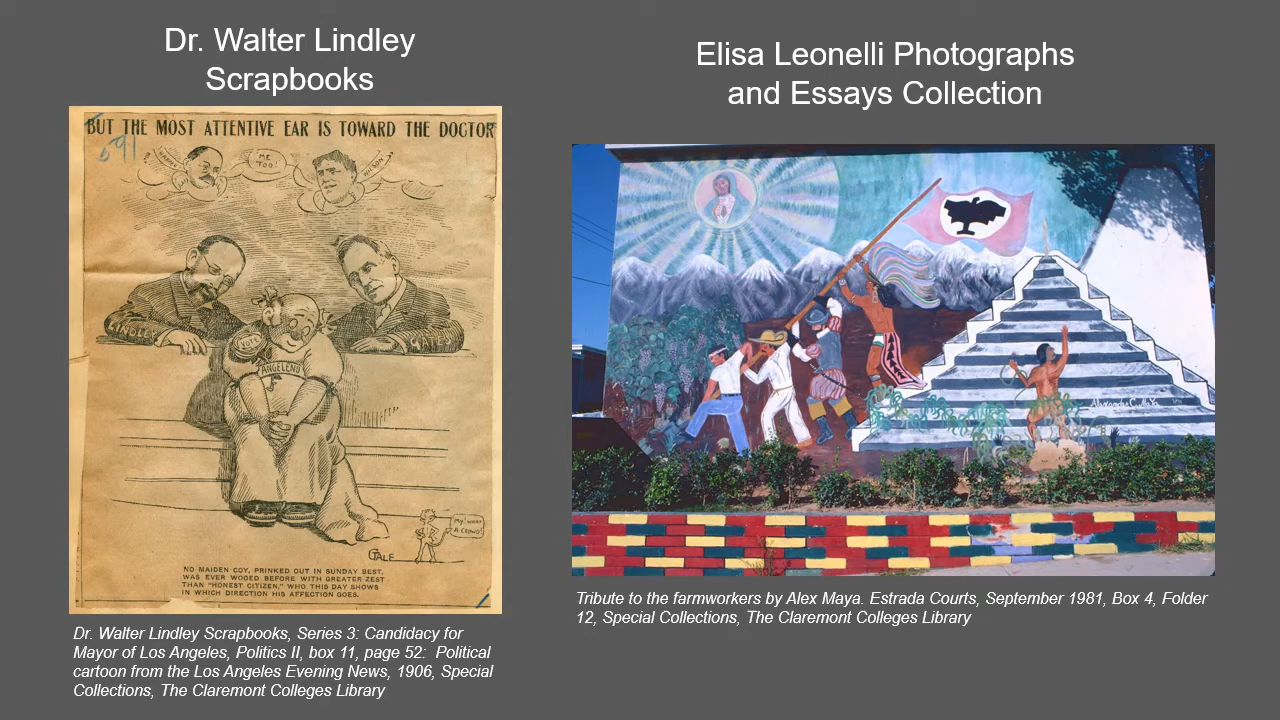 Dr. Walter Lindley
Scrapbooks
BUT THE MOST ATTENTIVE EAR IS TOWARD THE DOCTOR
ME
TOO!
LINDLEY
VOTE
ANGELENO
MY! WHAT
A CROWD!
GALE
NO MAIDEN COY, PRINKED OUT IN SUNDAY BEST,
WAS EVER WOOED BEFORE WITH GREATER ZEST
THAN "HONEST CITIZEN," WHO THIS DAY SHOWS
IN WHICH DIRECTION HIS AFFECTION GOES.
Dr. Walter Lindley Scrapbooks, Series 3: Candidacy for
Mayor of Los Angeles, Politics II, box 11, page 52: Political
cartoon from the Los Angeles Evening News, 1906, Special
Collections, The Claremont Colleges Library
Elisa Leonelli Photographs
and Essays Collection
Tribute to the farmworkers by Alex Maya. Estrada Courts, September 1981, Box 4, Folder
12, Special Collections, The Claremont Colleges Library